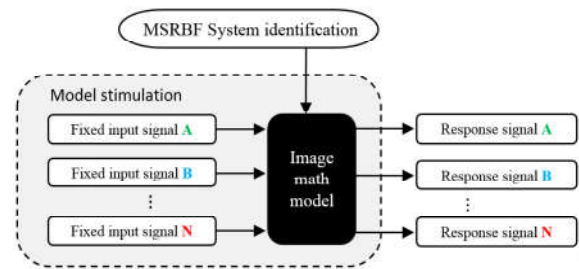 MSRBF System identification
Model stimulation
Fixed input signal A
Response signal A
Fixed input signal B
Image
math
model
Response signal B
⋮
⋮
Fixed input signal N
Response signal N